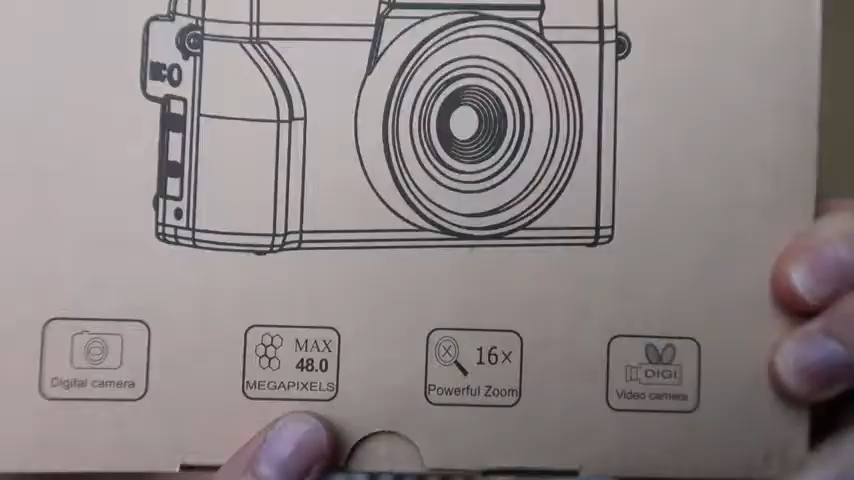 Digital camera
MAX
48.0
MEGAPIXELS
16×
Powerful Zoom
DIGI
Video camera